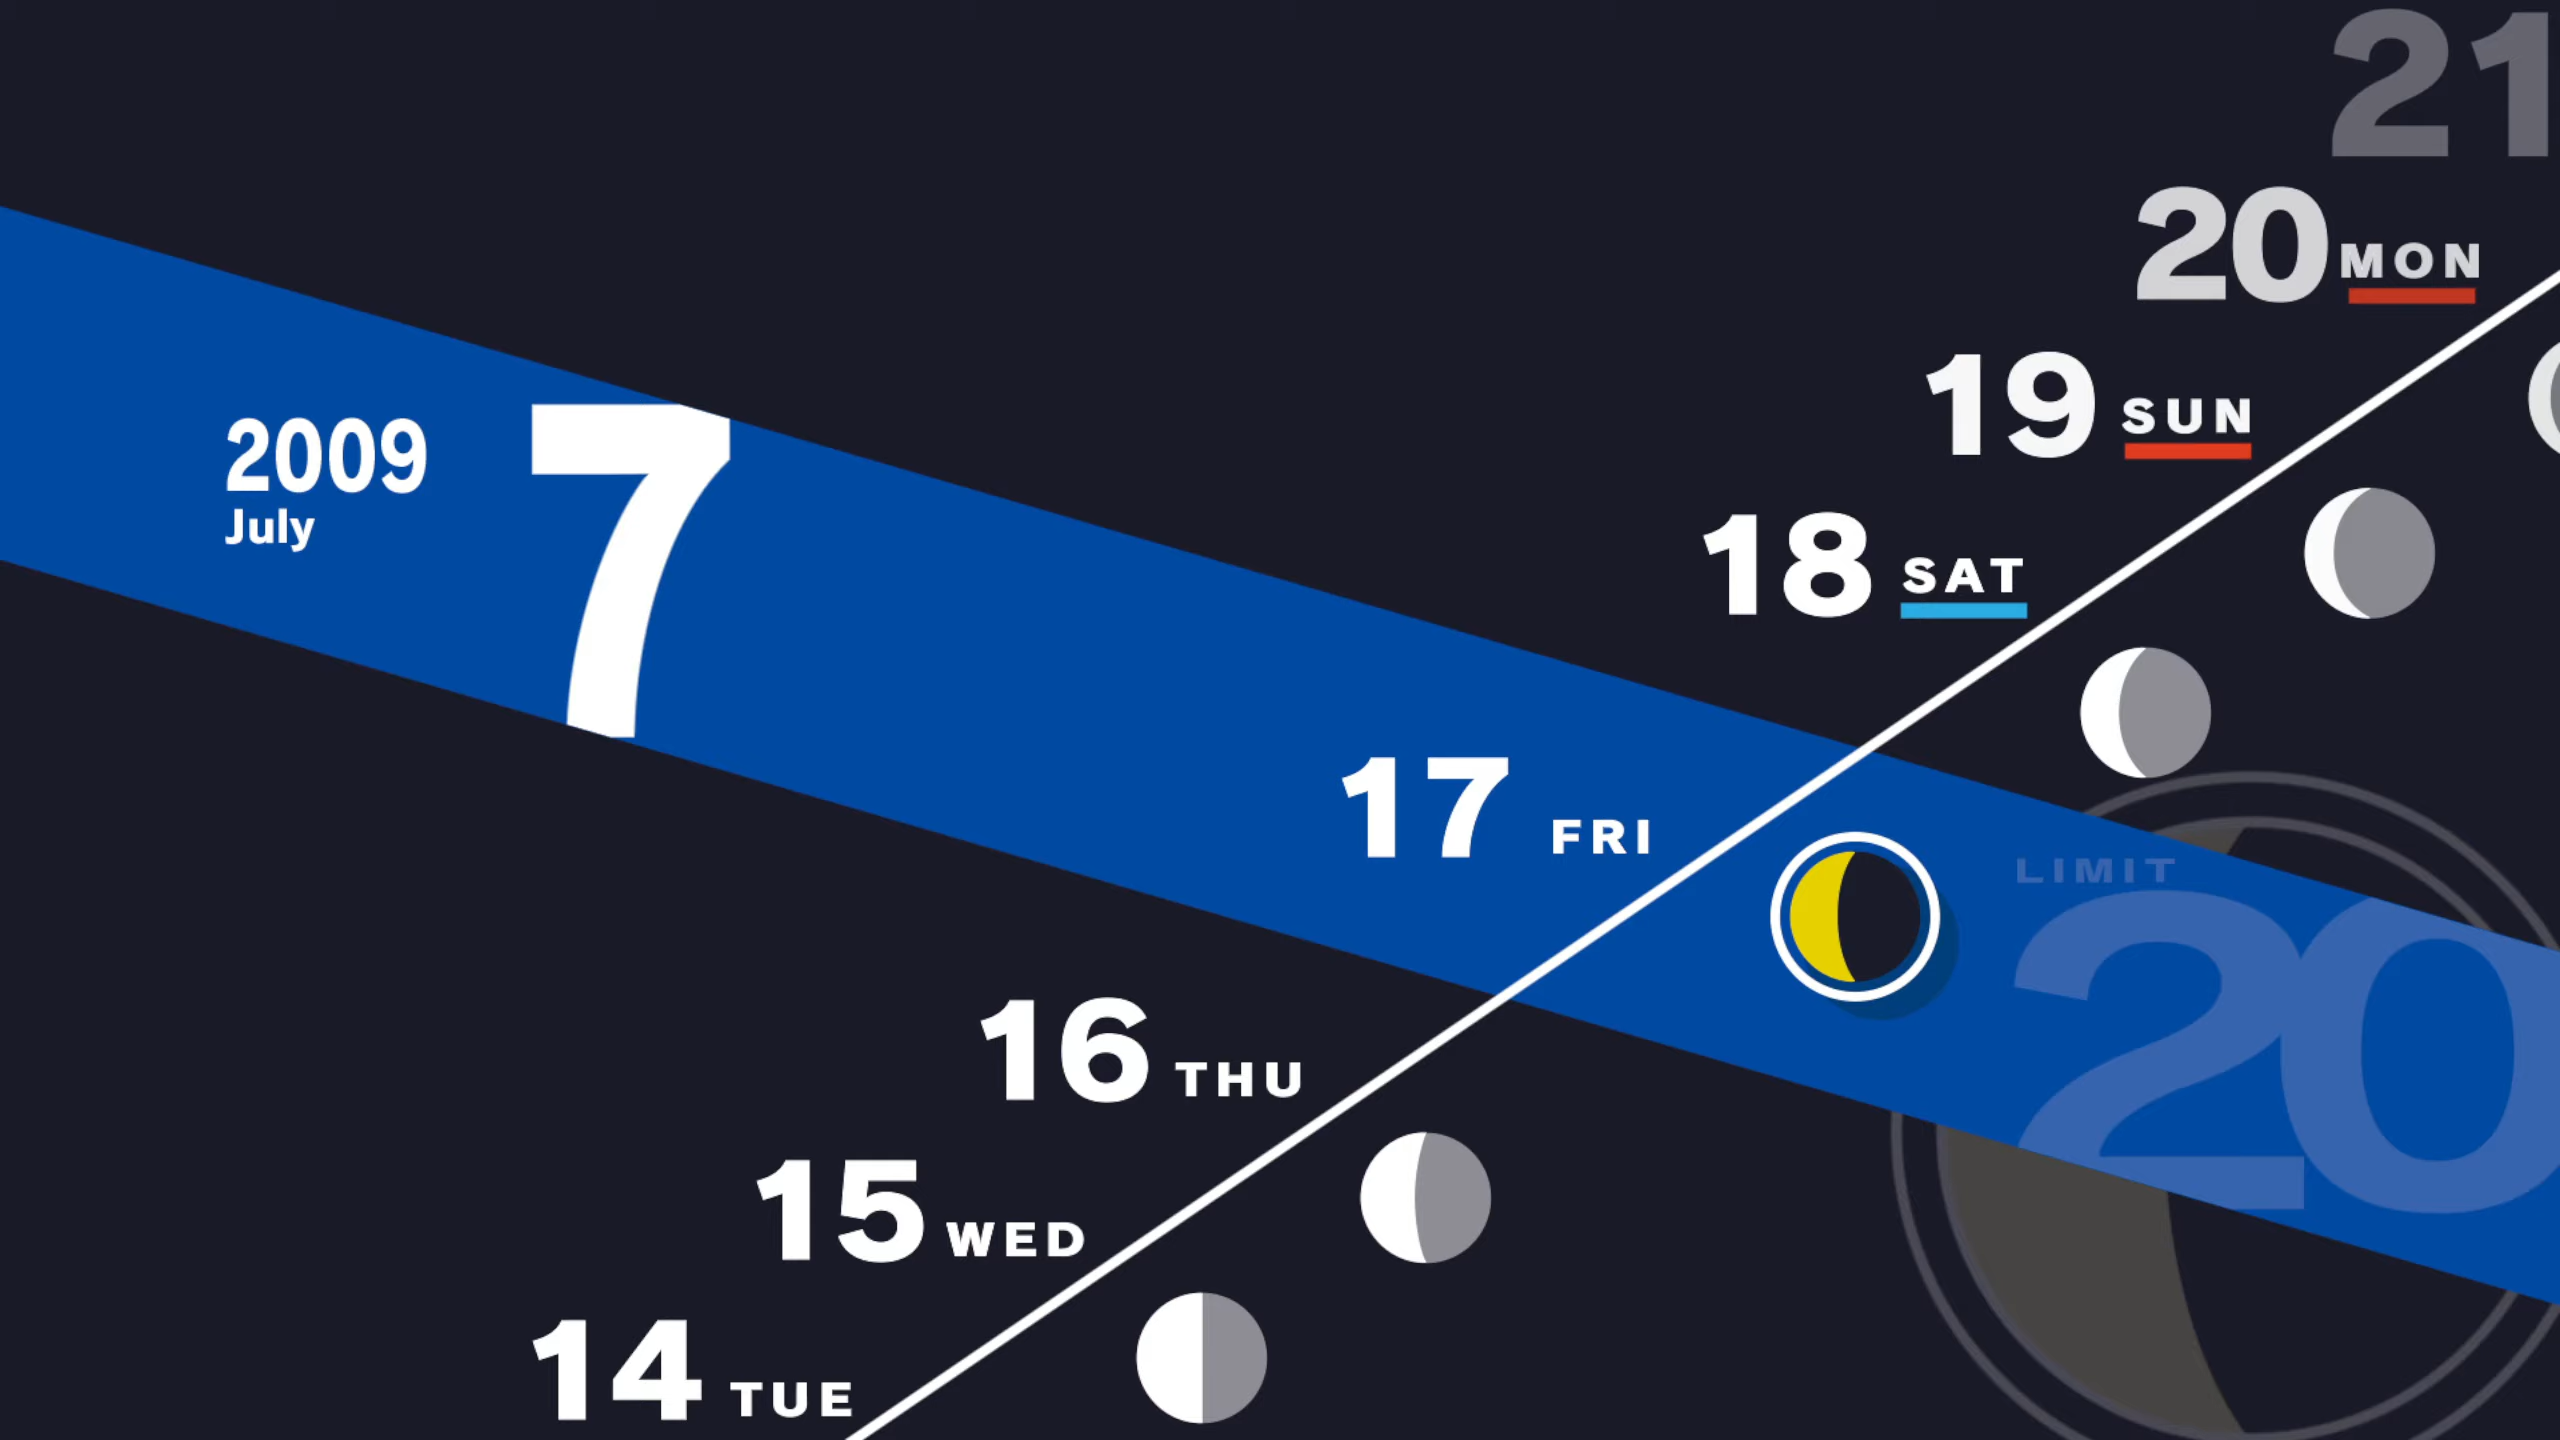 21
20 MON
19 SUN
18 SAT
2009
July
7
17 FRI
LIMIT
20
16 THU
15 WED
14 TUE